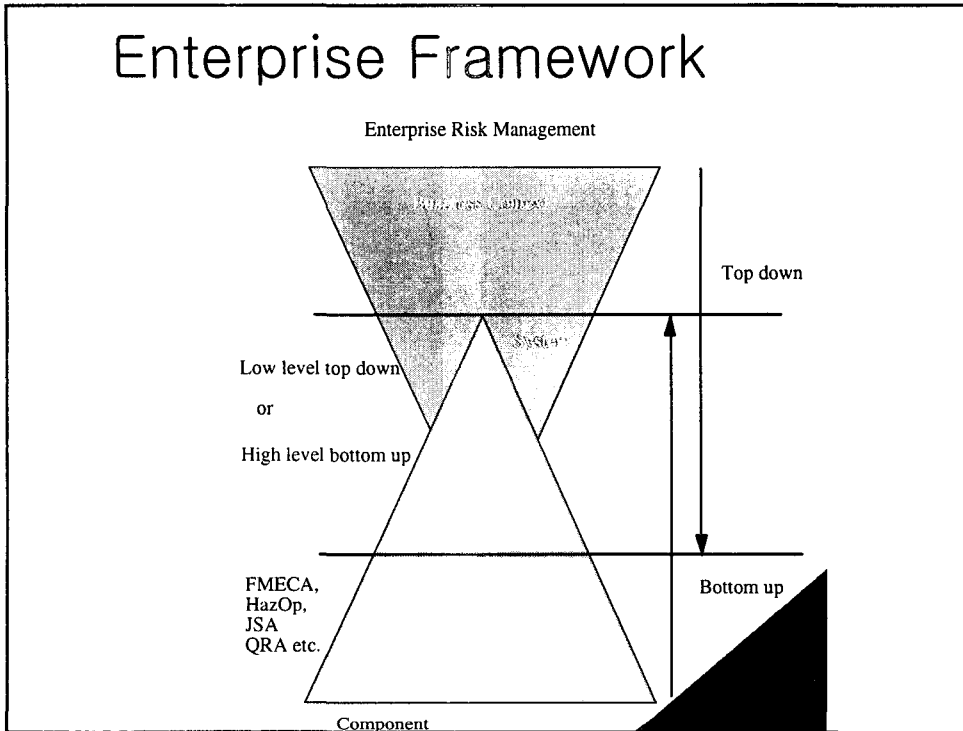 Enterprise Framework
Enterprise Risk Management
Top down
Low level top down
or
High level bottom up
FMECA,
HazOp,
JSA
QRA etc.
Bottom up
Component